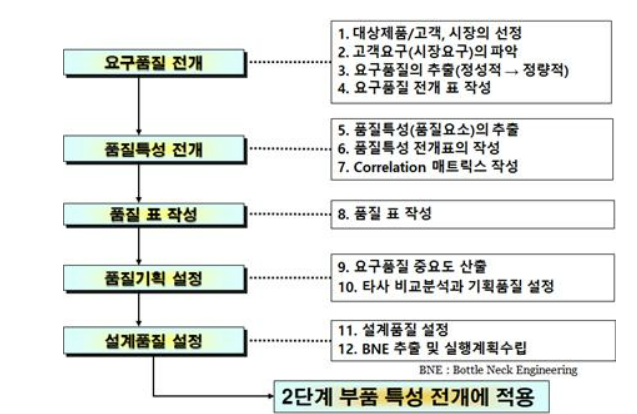 요구품질 전개
1. 대상제품/고객, 시장의 선정
2. 고객요구(시장요구)의 파악
3. 요구품질의 추출(정성적 → 정량적)
4. 요구품질 전개 표 작성
품질특성 전개
5. 품질특성(품질요소)의 추출
6. 품질특성 전개표의 작성
7. Correlation 매트릭스 작성
품질 표 작성
8. 품질 표 작성
품질기획 설정
9. 요구품질 중요도 산출
10. 타사 비교분석과 기획품질 설정
설계품질 설정
11. 설계품질 설정
12. BNE 추출 및 실행계획수립
BNE : Bottle Neck Engineering
2단계 부품 특성 전개에 적용